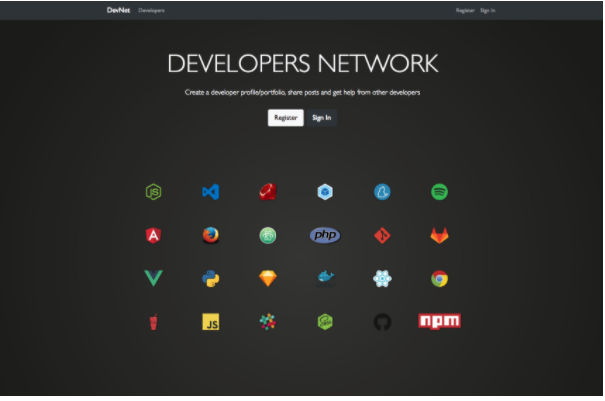 DevNet Developers Register Sign In
DEVELOPERS NETWORK
Create a developer profile/portfolio, share posts and get help from other developers
Register Sign In
JS
A php
JS npm